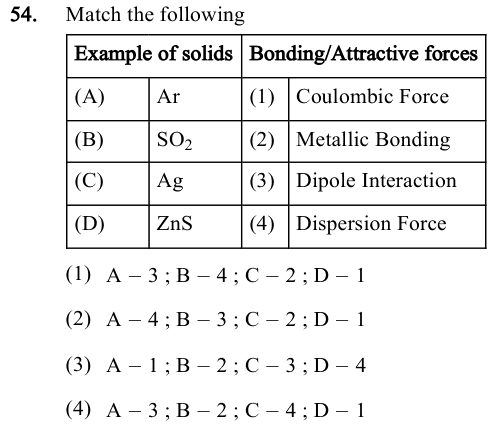 54. Match the following
Example of solids Bonding/Attractive forces
(A) Ar (1) Coulombic Force
(B) SO₂ (2) Metallic Bonding
(C) Ag (3) Dipole Interaction
(D) ZnS (4) Dispersion Force
(1) A – 3 ; B – 4 ; C – 2 ; D – 1
(2) A – 4 ; B – 3 ; C – 2 ; D – 1
(3) A – 1 ; B – 2 ; C – 3 ; D – 4
(4) A – 3 ; B – 2 ; C – 4 ; D – 1